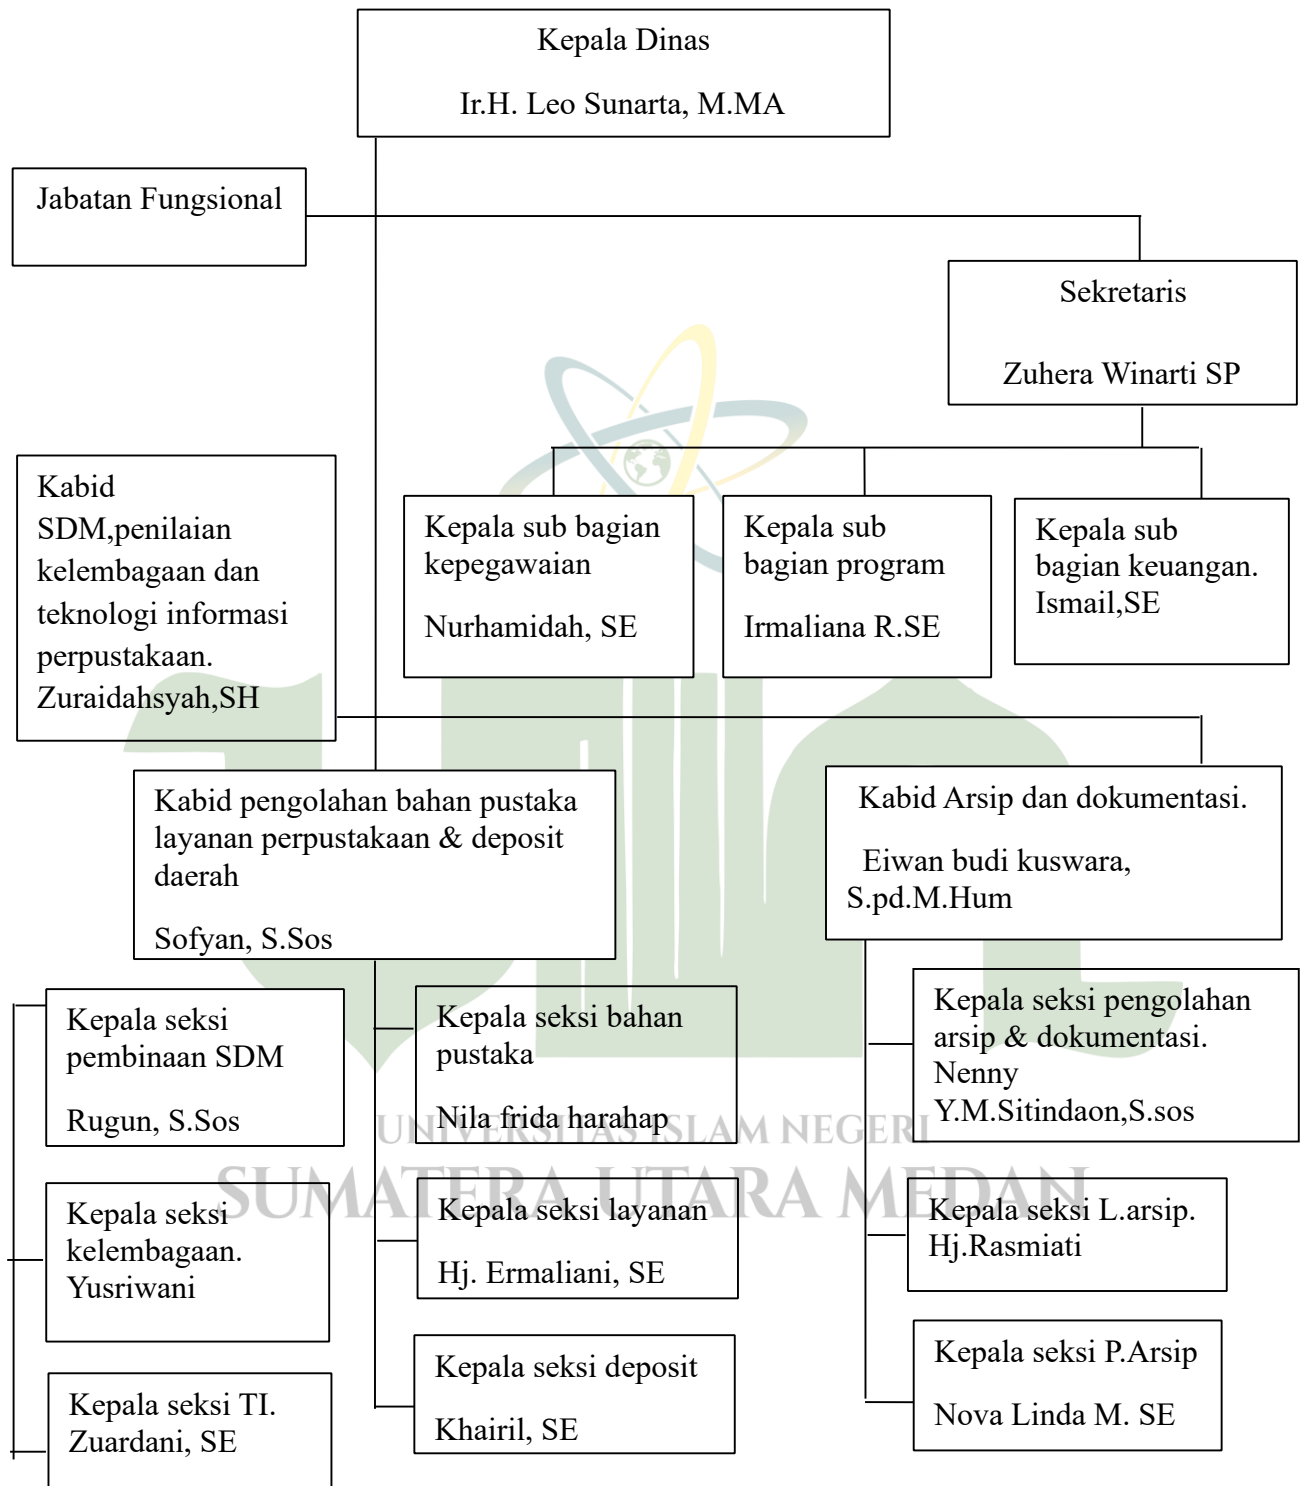 Kepala Dinas
Ir.H. Leo Sunarta, M.MA
Jabatan Fungsional
Sekretaris
Zuhera Winarti SP
Kabid
SDM,penilaian
kelembagaan dan
teknologi informasi
perpustakaan.
Zuraidahsyah,SH
Kepala sub bagian
kepegawaian
Nurhamidah, SE
Kepala sub
bagian program
Irmaliana R.SE
Kepala sub
bagian keuangan.
Ismail,SE
Kabid pengolahan bahan pustaka
layanan perpustakaan & deposit
daerah
Sofyan, S.Sos
Kabid Arsip dan dokumentasi.
Eiwan budi kuswara,
S.pd.M.Hum
Kepala seksi
pembinaan SDM
Rugun, S.Sos
Kepala seksi bahan
pustaka
Nila frida harahap
Kepala seksi pengolahan
arsip & dokumentasi.
Nenny
Y.M.Sitindaon,S.sos
UNIVERSITAS ISLAM NEGERI
SUMATERA UTARA MEDAN
Kepala seksi
kelembagaan.
Yusriwani
Kepala seksi layanan
Hj. Ermaliani, SE
Kepala seksi L.arsip.
Hj.Rasmiati
Kepala seksi TI.
Zuardani, SE
Kepala seksi deposit
Khairil, SE
Kepala seksi P.Arsip
Nova Linda M. SE